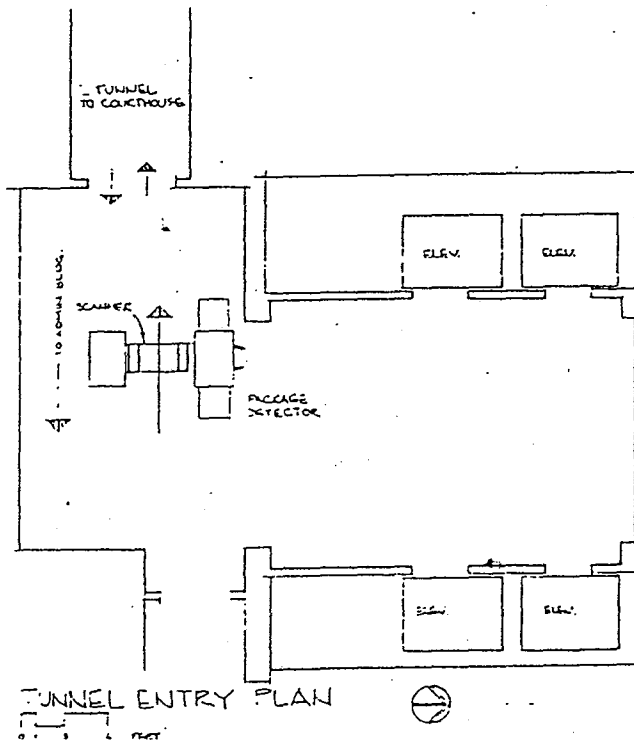 TUNNEL
TO COURTHOUSE
TO ADMIN BLDG.
SCANNER
PACKAGE
DETECTOR
ELEV.
ELEV.
ELEV.
ELEV.
TUNNEL ENTRY PLAN
FEET